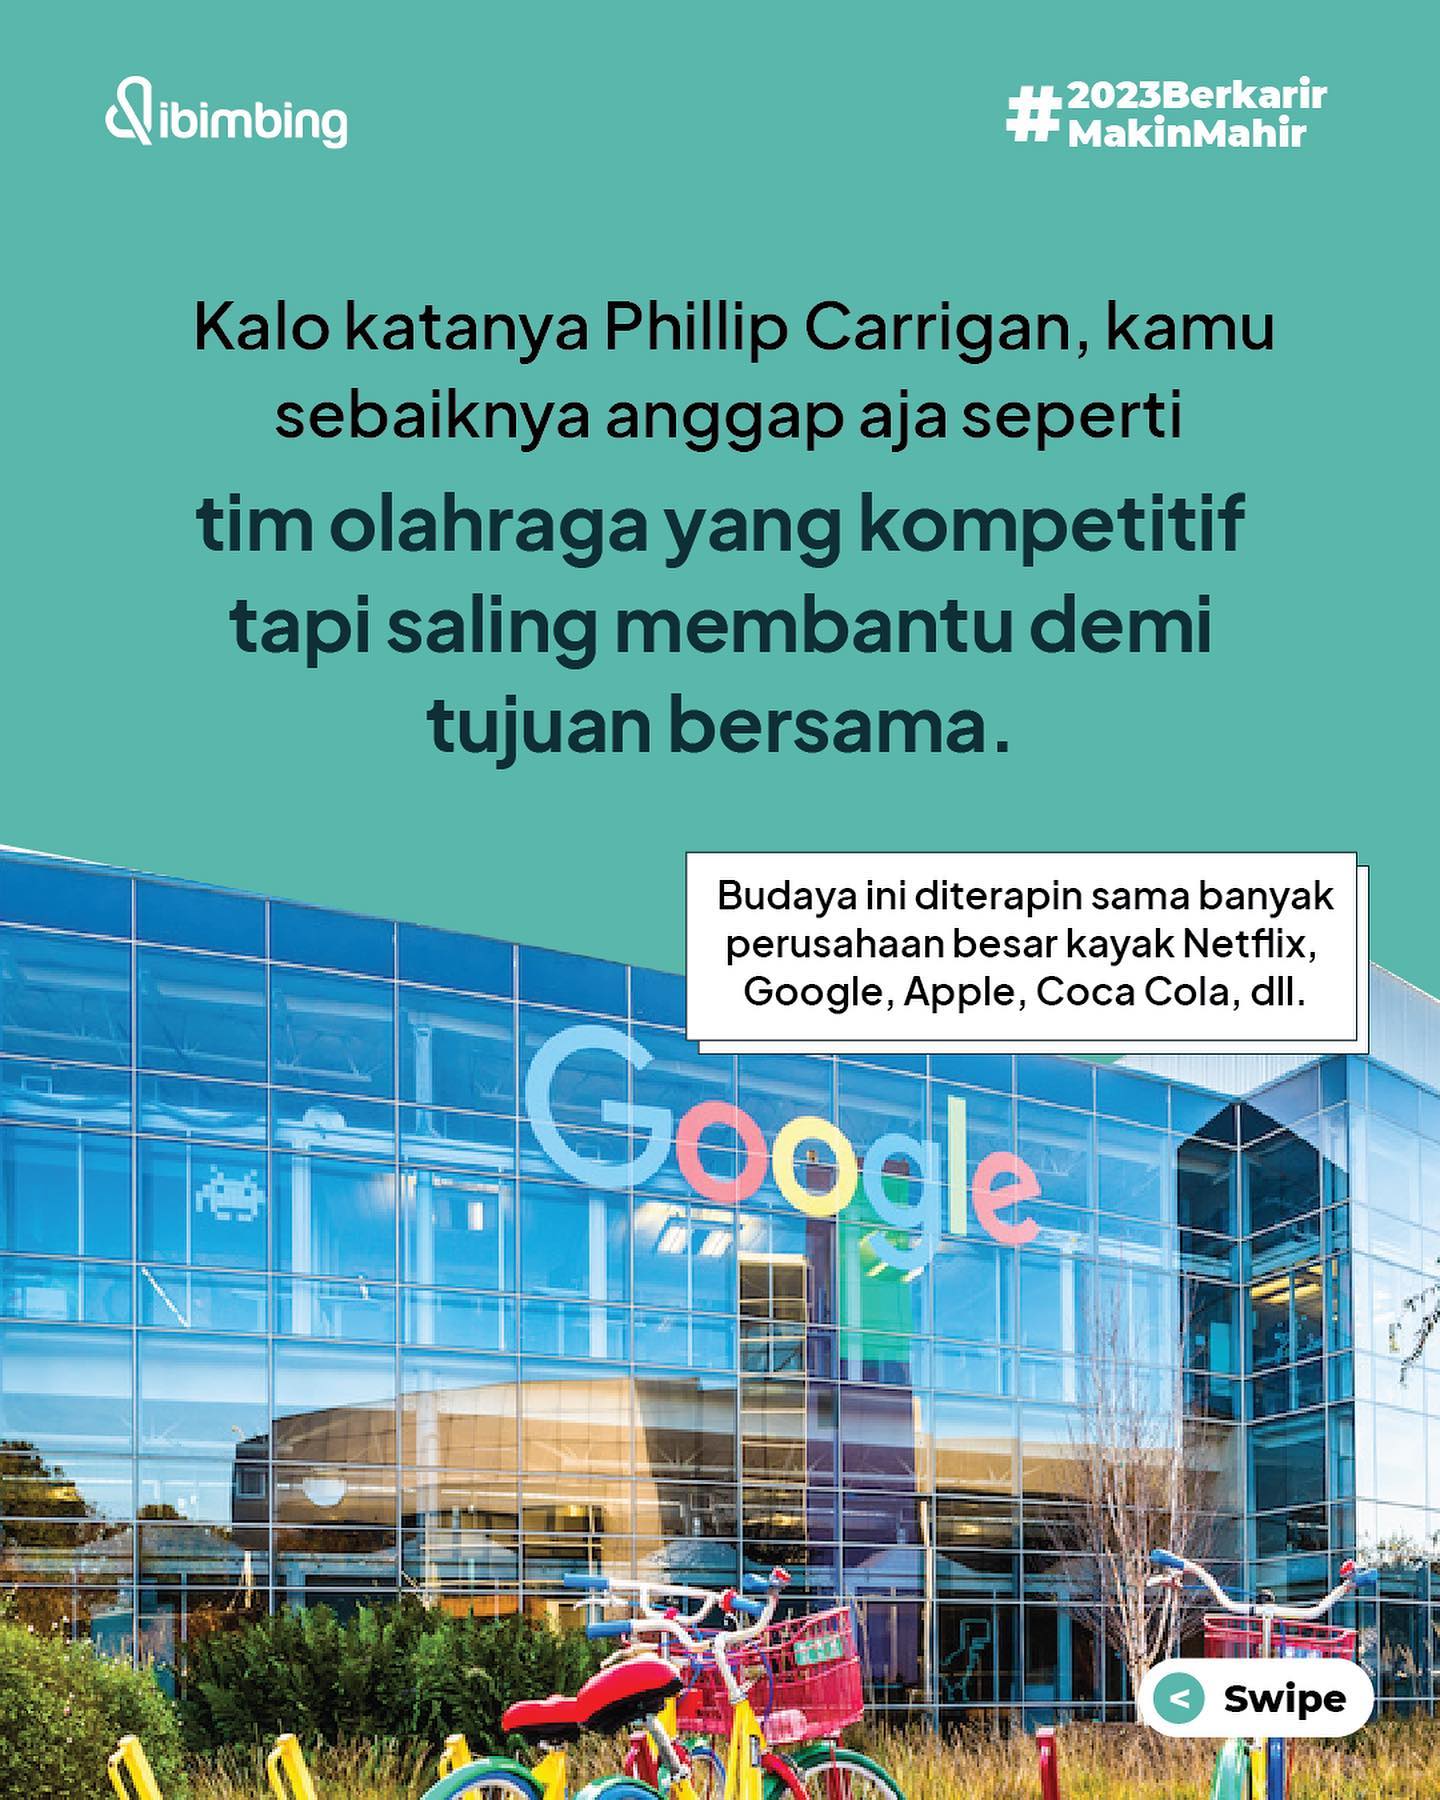 ibimbing
#2023Berkarir
MakinMahir
Kalo katanya Phillip Carrigan, kamu
sebaiknya anggap aja seperti
tim olahraga yang kompetitif
tapi saling membantu demi
tujuan bersama.
Budaya ini diterapin sama banyak
perusahaan besar kayak Netflix,
Google, Apple, Coca Cola, dll.
Google
< Swipe